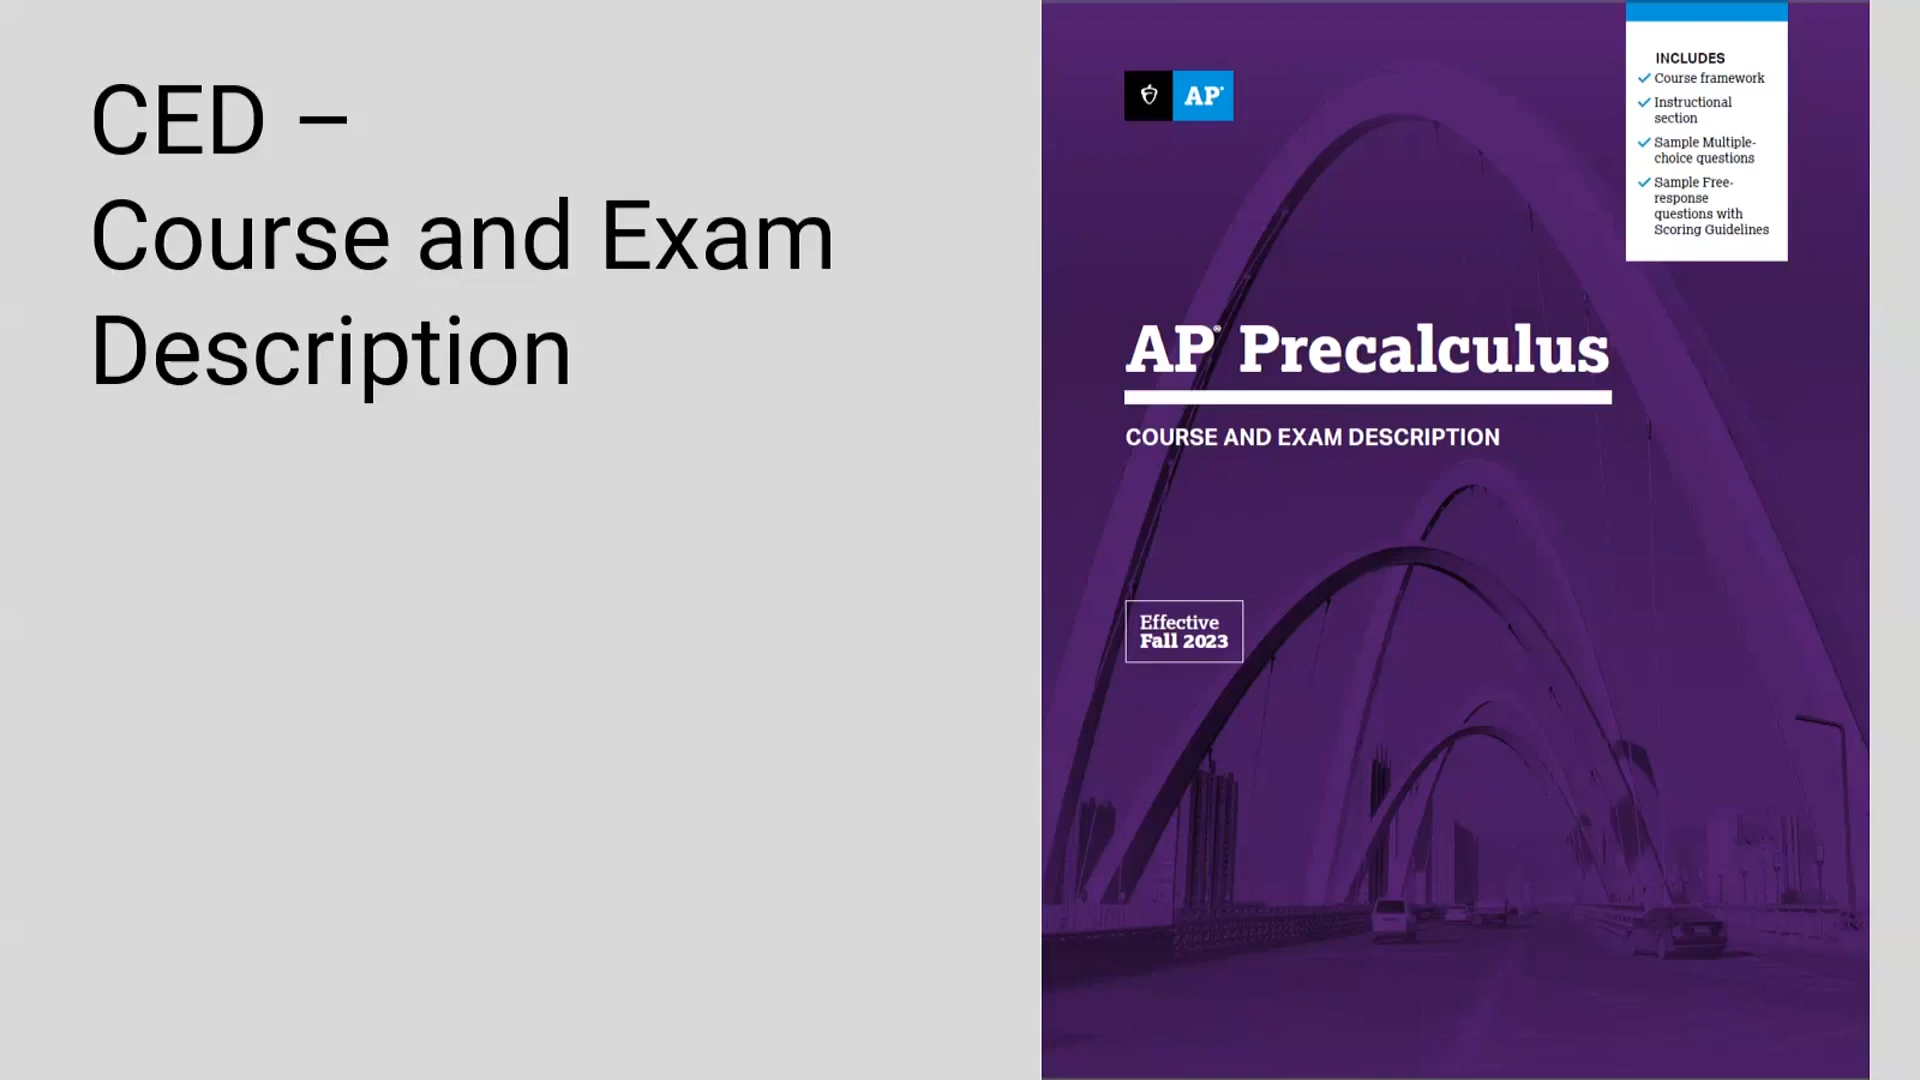 CED –
Course and Exam
Description
INCLUDES
Course framework
Instructional
section
Sample Multiple-
choice questions
Sample Free-
response
questions with
Scoring Guidelines
AP®
AP® Precalculus
COURSE AND EXAM DESCRIPTION
Effective
Fall 2023